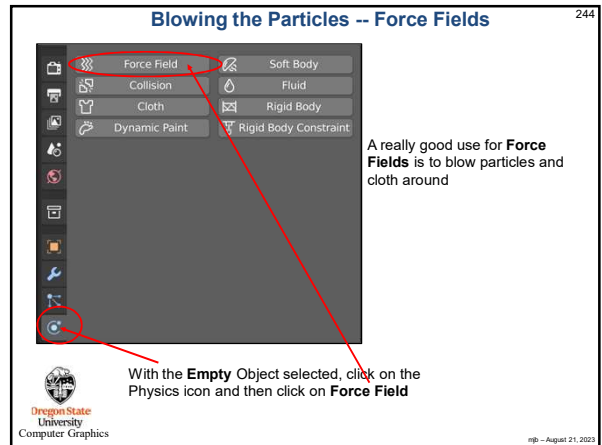 Blowing the Particles -- Force Fields
244
Force Field
Soft Body
Collision
Fluid
Cloth
Rigid Body
Dynamic Paint
Rigid Body Constraint
A really good use for Force
Fields is to blow particles and
cloth around
With the Empty Object selected, click on the
Physics icon and then click on Force Field
Oregon State
University
Computer Graphics
mjb – August 21, 2023